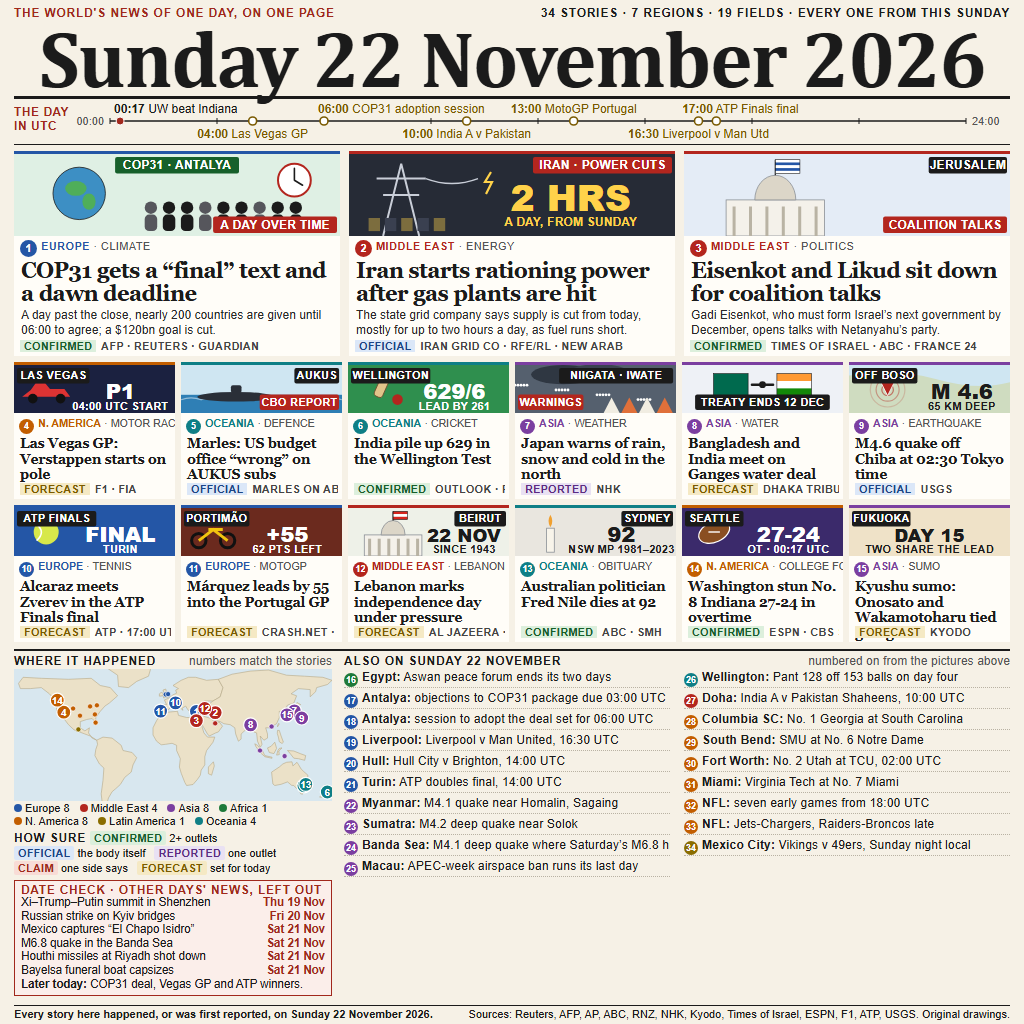 THE WORLD'S NEWS OF ONE DAY, ON ONE PAGE
34 STORIES · 7 REGIONS · 19 FIELDS · EVERY ONE FROM THIS SUNDAY
Sunday 22 November 2026
THE DAY
IN UTC
00:00
00:17 UW beat Indiana
06:00 COP31 adoption session
13:00 MotoGP Portugal
17:00 ATP Finals final
04:00 Las Vegas GP
10:00 India A v Pakistan
16:30 Liverpool v Man Utd
24:00
COP31 · ANTALYA
A DAY OVER TIME
1 EUROPE · CLIMATE
COP31 gets a “final” text and
a dawn deadline
A day past the close, nearly 200 countries are given until
06:00 to agree; a $120bn goal is cut.
CONFIRMED AFP · REUTERS · GUARDIAN
IRAN · POWER CUTS
2 HRS
A DAY, FROM SUNDAY
2 MIDDLE EAST · ENERGY
Iran starts rationing power
after gas plants are hit
The state grid company says supply is cut from today,
mostly for up to two hours a day, as fuel runs short.
OFFICIAL IRAN GRID CO · RFE/RL · NEW ARAB
JERUSALEM
COALITION TALKS
3 MIDDLE EAST · POLITICS
Eisenkot and Likud sit down
for coalition talks
Gadi Eisenkot, who must form Israel's next government by
December, opens talks with Netanyahu's party.
CONFIRMED TIMES OF ISRAEL · ABC · FRANCE 24
LAS VEGAS
P1
04:00 UTC START
4 N. AMERICA · MOTOR RAC
Las Vegas GP:
Verstappen starts on
pole
FORECAST F1 · FIA
AUKUS
CBO REPORT
5 OCEANIA · DEFENCE
Marles: US budget
office “wrong” on
AUKUS subs
OFFICIAL MARLES ON AB
WELLINGTON
629/6
LEAD BY 261
6 OCEANIA · CRICKET
India pile up 629 in
the Wellington Test
CONFIRMED OUTLOOK ·
NIIGATA · IWATE
WARNINGS
7 ASIA · WEATHER
Japan warns of rain,
snow and cold in the
north
REPORTED NHK
TREATY ENDS 12 DEC
8 ASIA · WATER
Bangladesh and
India meet on
Ganges water deal
FORECAST DHAKA TRIBU
OFF BOSO
M 4.6
65 KM DEEP
9 ASIA · EARTHQUAKE
M4.6 quake off
Chiba at 02:30 Tokyo
time
OFFICIAL USGS
ATP FINALS
FINAL
TURIN
10 EUROPE · TENNIS
Alcaraz meets
Zverev in the ATP
Finals final
FORECAST ATP · 17:00 UT
PORTIMÃO
+55
62 PTS LEFT
11 EUROPE · MOTOGP
Márquez leads by 55
into the Portugal GP
FORECAST CRASH.NET ·
BEIRUT
22 NOV
SINCE 1943
12 MIDDLE EAST · LEBANON
Lebanon marks
independence day
under pressure
FORECAST AL JAZEERA ·
SYDNEY
92
NSW MP 1981–2023
13 OCEANIA · OBITUARY
Australian politician
Fred Nile dies at 92
CONFIRMED ABC · SMH
SEATTLE
27-24
OT · 00:17 UTC
14 N. AMERICA · COLLEGE FO
Washington stun No.
8 Indiana 27-24 in
overtime
CONFIRMED ESPN · CBS
FUKUOKA
DAY 15
TWO SHARE THE LEAD
15 ASIA · SUMO
Kyushu sumo:
Onosato and
Wakamotoharu tied
FORECAST KYODO
WHERE IT HAPPENED
numbers match the stories
14
4
11
10
12
3
2
8
15
7
9
13
6
Europe 8 Middle East 4 Asia 8 Africa 1
N. America 8 Latin America 1 Oceania 4
HOW SURE CONFIRMED 2+ outlets
OFFICIAL the body itself REPORTED one outlet
CLAIM one side says FORECAST set for today
DATE CHECK · OTHER DAYS' NEWS, LEFT OUT
Xi–Trump–Putin summit in Shenzhen Thu 19 Nov
Russian strike on Kyiv bridges Fri 20 Nov
Mexico captures “El Chapo Isidro” Sat 21 Nov
M6.8 quake in the Banda Sea Sat 21 Nov
Houthi missiles at Riyadh shot down Sat 21 Nov
Bayelsa funeral boat capsizes Sat 21 Nov
Later today: COP31 deal, Vegas GP and ATP winners.
ALSO ON SUNDAY 22 NOVEMBER
numbered on from the pictures above
16 Egypt: Aswan peace forum ends its two days
17 Antalya: objections to COP31 package due 03:00 UTC
18 Antalya: session to adopt the deal set for 06:00 UTC
19 Liverpool: Liverpool v Man United, 16:30 UTC
20 Hull: Hull City v Brighton, 14:00 UTC
21 Turin: ATP doubles final, 14:00 UTC
22 Myanmar: M4.1 quake near Homalin, Sagaing
23 Sumatra: M4.2 deep quake near Solok
24 Banda Sea: M4.1 deep quake where Saturday's M6.8 h
25 Macau: APEC-week airspace ban runs its last day
26 Wellington: Pant 128 off 153 balls on day four
27 Doha: India A v Pakistan Shaheens, 10:00 UTC
28 Columbia SC: No. 1 Georgia at South Carolina
29 South Bend: SMU at No. 6 Notre Dame
30 Fort Worth: No. 2 Utah at TCU, 02:00 UTC
31 Miami: Virginia Tech at No. 7 Miami
32 NFL: seven early games from 18:00 UTC
33 NFL: Jets-Chargers, Raiders-Broncos late
34 Mexico City: Vikings v 49ers, Sunday night local
Every story here happened, or was first reported, on Sunday 22 November 2026.
Sources: Reuters, AFP, AP, ABC, RNZ, NHK, Kyodo, Times of Israel, ESPN, F1, ATP, USGS. Original drawings.